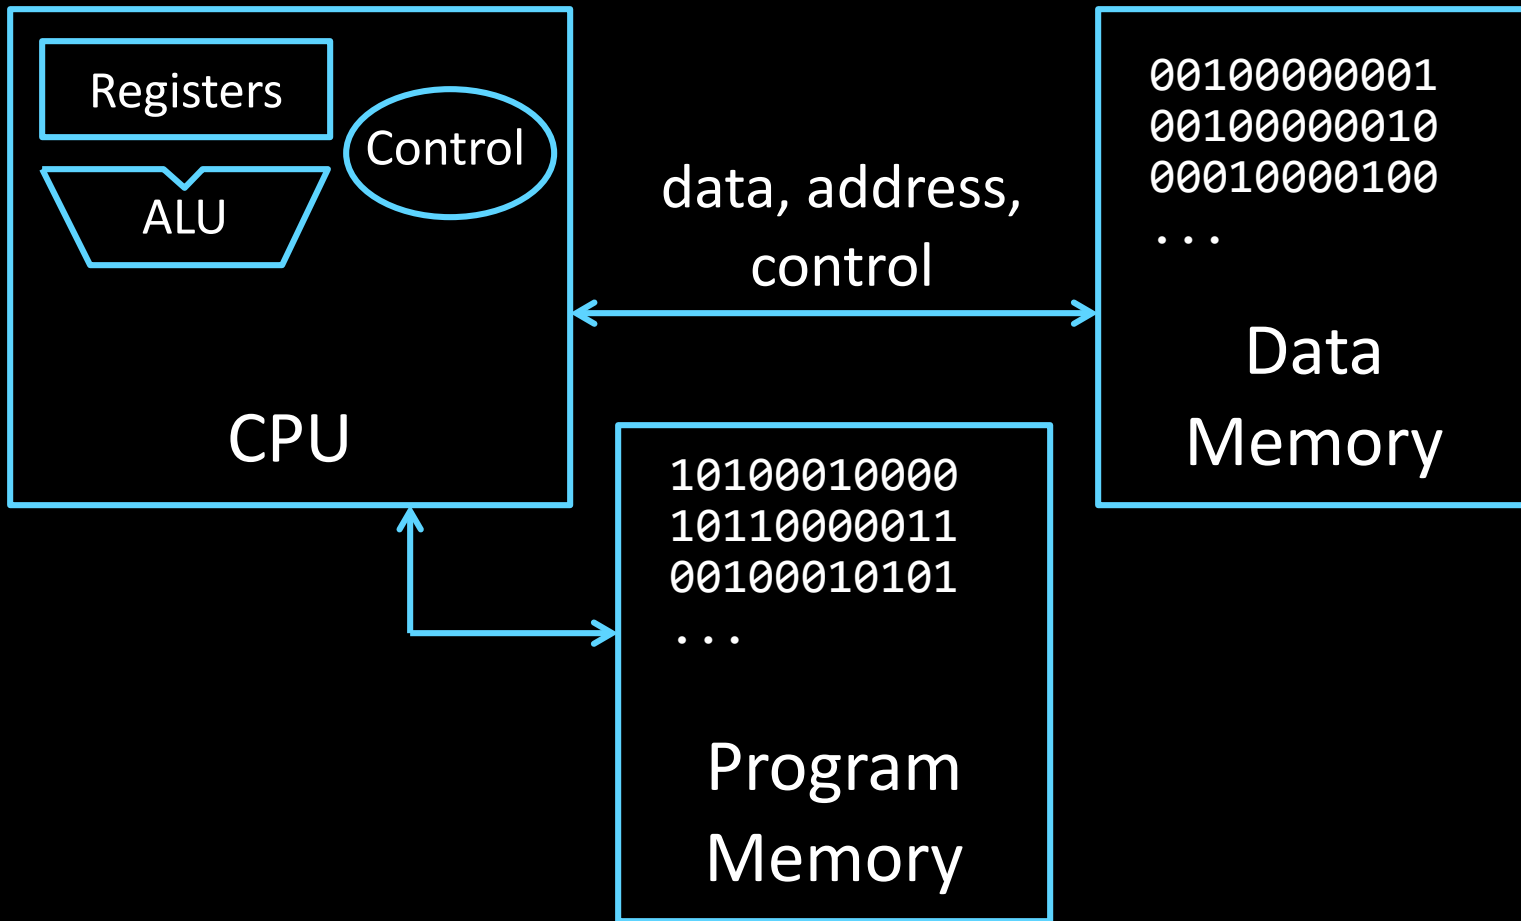 Registers
Control
ALU
CPU
data, address,
control
00100000001
00100000010
00010000100
...
Data
Memory
10100010000
10110000011
00100010101
...
Program
Memory